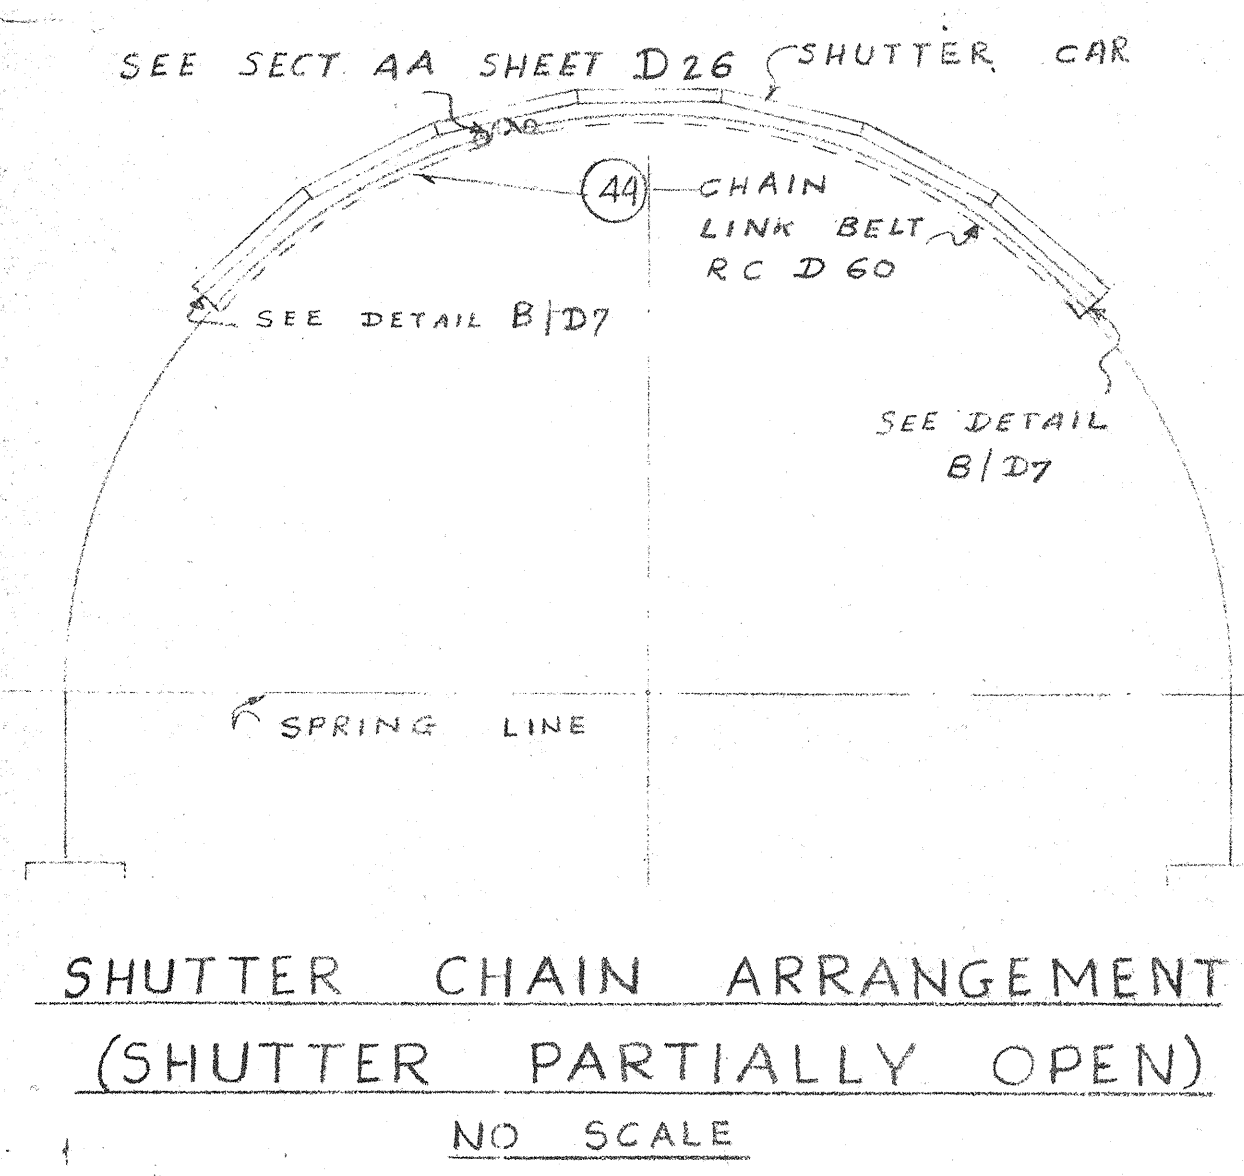 SEE SECT. AA SHEET D26
SHUTTER CAR
44
CHAIN
LINK BELT
RC D 60
SEE DETAIL B/D7
SEE DETAIL
B/D7
SPRING LINE
SHUTTER CHAIN ARRANGEMENT
(SHUTTER PARTIALLY OPEN)
NO SCALE